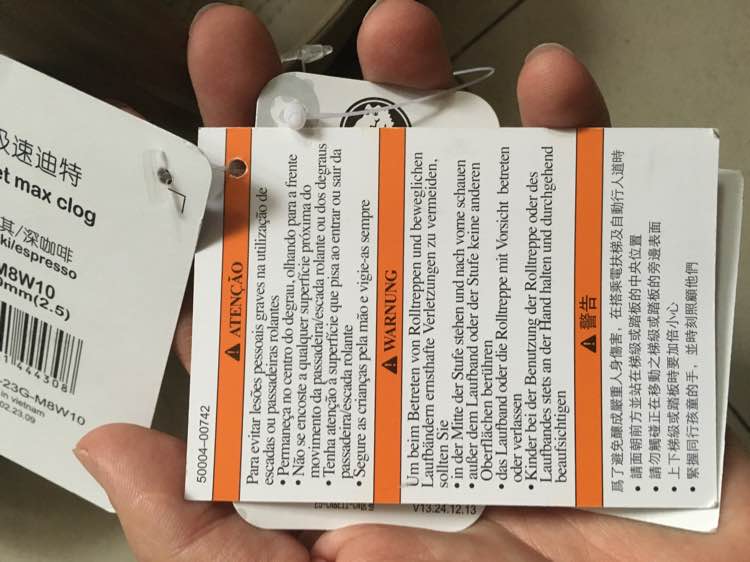 极速迪特
et max clog
其/深咖啡
ki/espresso
M8W10
0mm(2.5)
1 444308
-23G-M8W10
in vietnam
02.23.09
50004-00742
ATENÇÃO
Para evitar lesões pessoais graves na utilização de
escadas ou passadeiras rolantes
• Permaneça no centro do degrau, olhando para a frente
• Não se encoste a qualquer superfície próxima do
movimento da passadeira/escada rolante ou dos degraus
• Tenha atenção à superfície que pisa ao entrar ou sair da
passadeira/escada rolante
• Segure as crianças pela mão e vigie-as sempre
WARNUNG
Um beim Betreten von Rolltreppen und beweglichen
Laufbändern ernsthafte Verletzungen zu vermeiden,
sollten Sie
• in der Mitte der Stufe stehen und nach vorne schauen
• außer dem Laufband oder der Stufe keine anderen
Oberflächen berühren
• das Laufband oder die Rolltreppe mit Vorsicht betreten
oder verlassen
• Kinder bei der Benutzung der Rolltreppe oder des
Laufbandes stets an der Hand halten und durchgehend
beaufsichtigen
警告
爲了避免釀成嚴重人身傷害，在搭乘電扶梯及自動行人道時
• 請面朝前方並站在梯級或踏板的中央位置
• 請勿觸碰正在移動之梯級或踏板的旁邊表面
• 上下梯級或踏板時要加倍小心
• 緊握同行孩童的手，並時刻照顧他們
V13.24.12.13